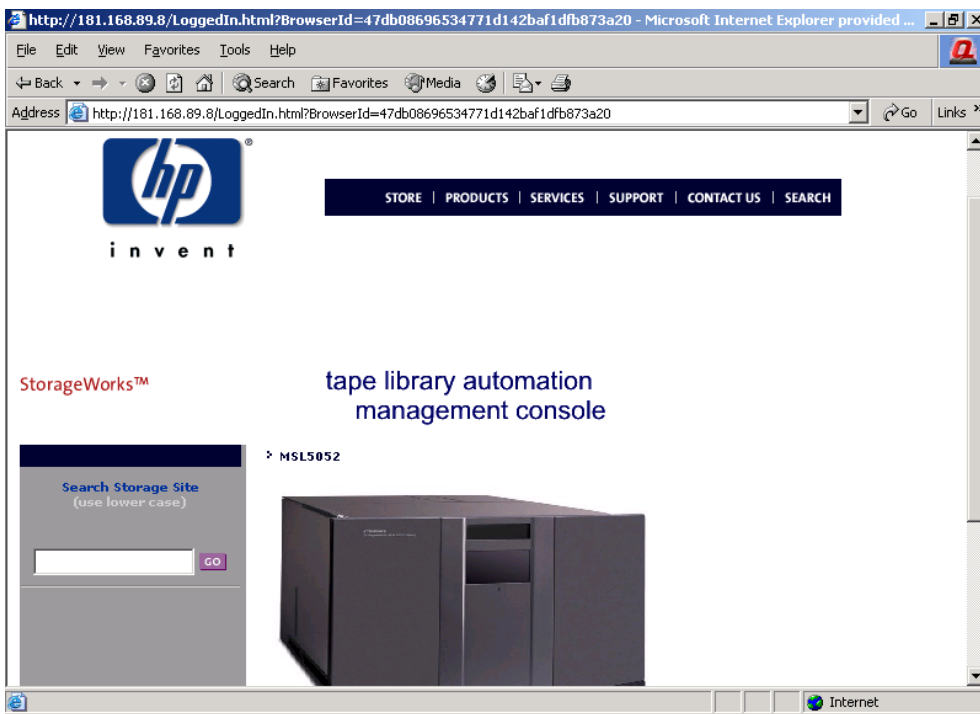 http://181.168.89.8/LoggedIn.html?BrowserId=47db08696534771d142baf1dfb873a20 - Microsoft Internet Explorer provided ...
File Edit View Favorites Tools Help
Back Search Favorites Media
Address http://181.168.89.8/LoggedIn.html?BrowserId=47db08696534771d142baf1dfb873a20 Go Links »
hp ®
invent
STORE | PRODUCTS | SERVICES | SUPPORT | CONTACT US | SEARCH
StorageWorks™
tape library automation
management console
MSL5052
Search Storage Site
(use lower case)
GO
Internet